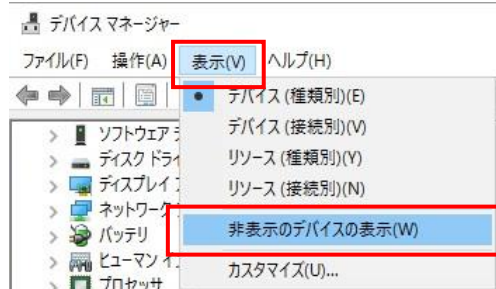 デバイス マネージャー
ファイル(F) 操作(A) 表示(V) ヘルプ(H)
デバイス (種類別)(E)
デバイス (接続別)(V)
リソース (種類別)(Y)
リソース (接続別)(N)
非表示のデバイスの表示(W)
カスタマイズ(U)...
ソフトウェア
ディスク
ディスプレイ
ネットワーク
バッテリ
ヒューマン
プロセッサ